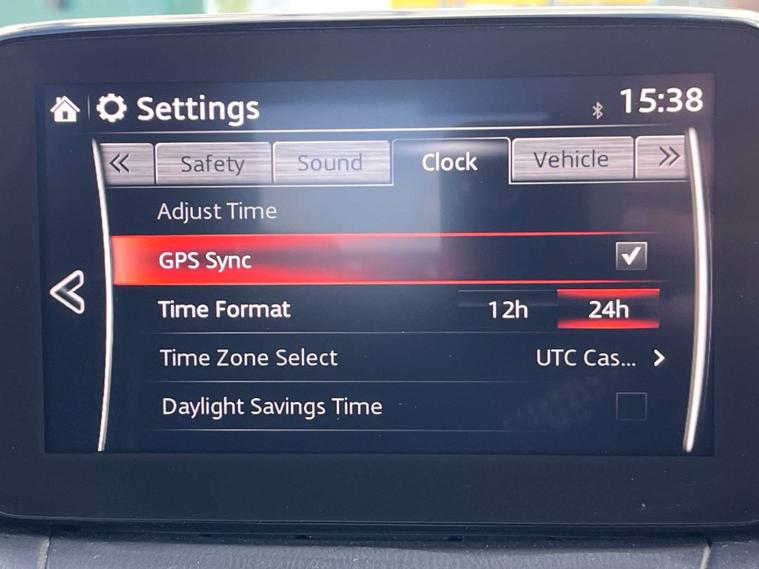 Settings 15:38
« Safety Sound Clock Vehicle »
Adjust Time
GPS Sync
Time Format 12h 24h
Time Zone Select UTC Cas... >
Daylight Savings Time